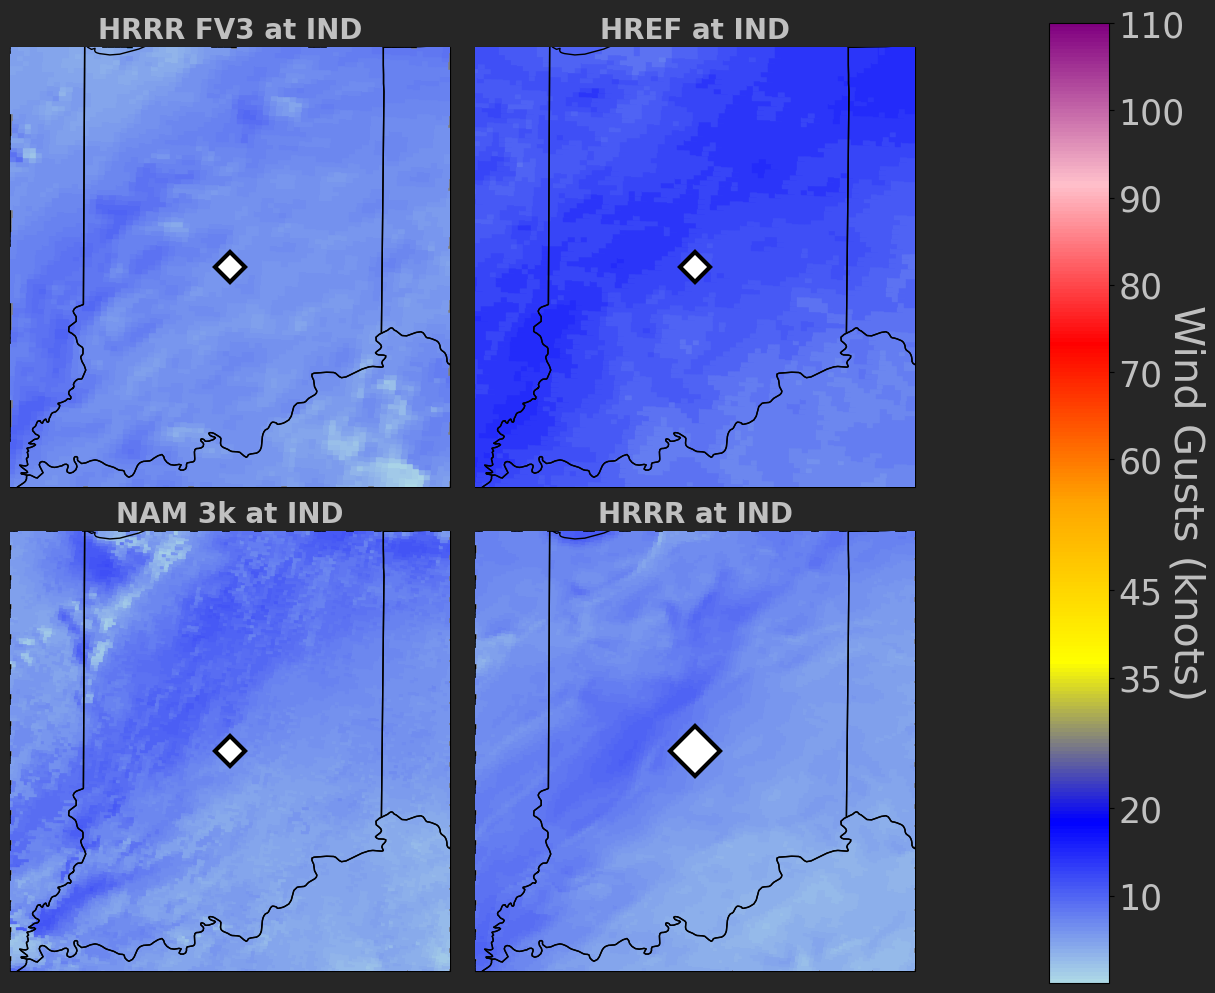 HRRR FV3 at IND
HREF at IND
NAM 3k at IND
HRRR at IND
110
100
90
80
70
60
45
35
20
10
Wind Gusts (knots)